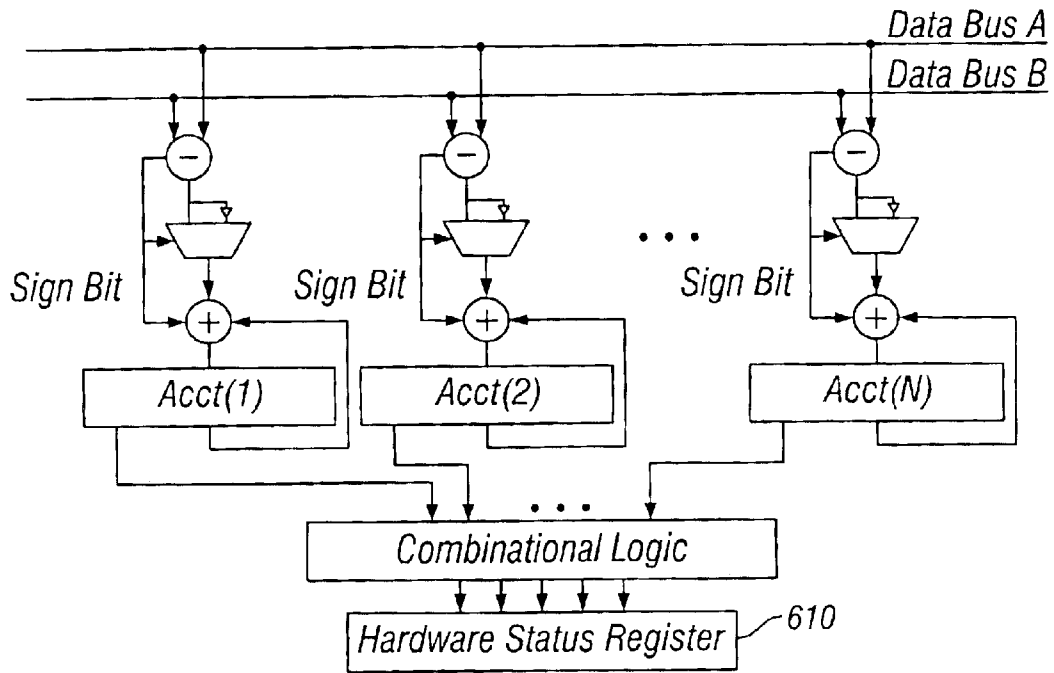 Data Bus A
Data Bus B
− − −
Sign Bit Sign Bit Sign Bit
+ + +
Acct(1) Acct(2) Acct(N)
Combinational Logic
Hardware Status Register
610